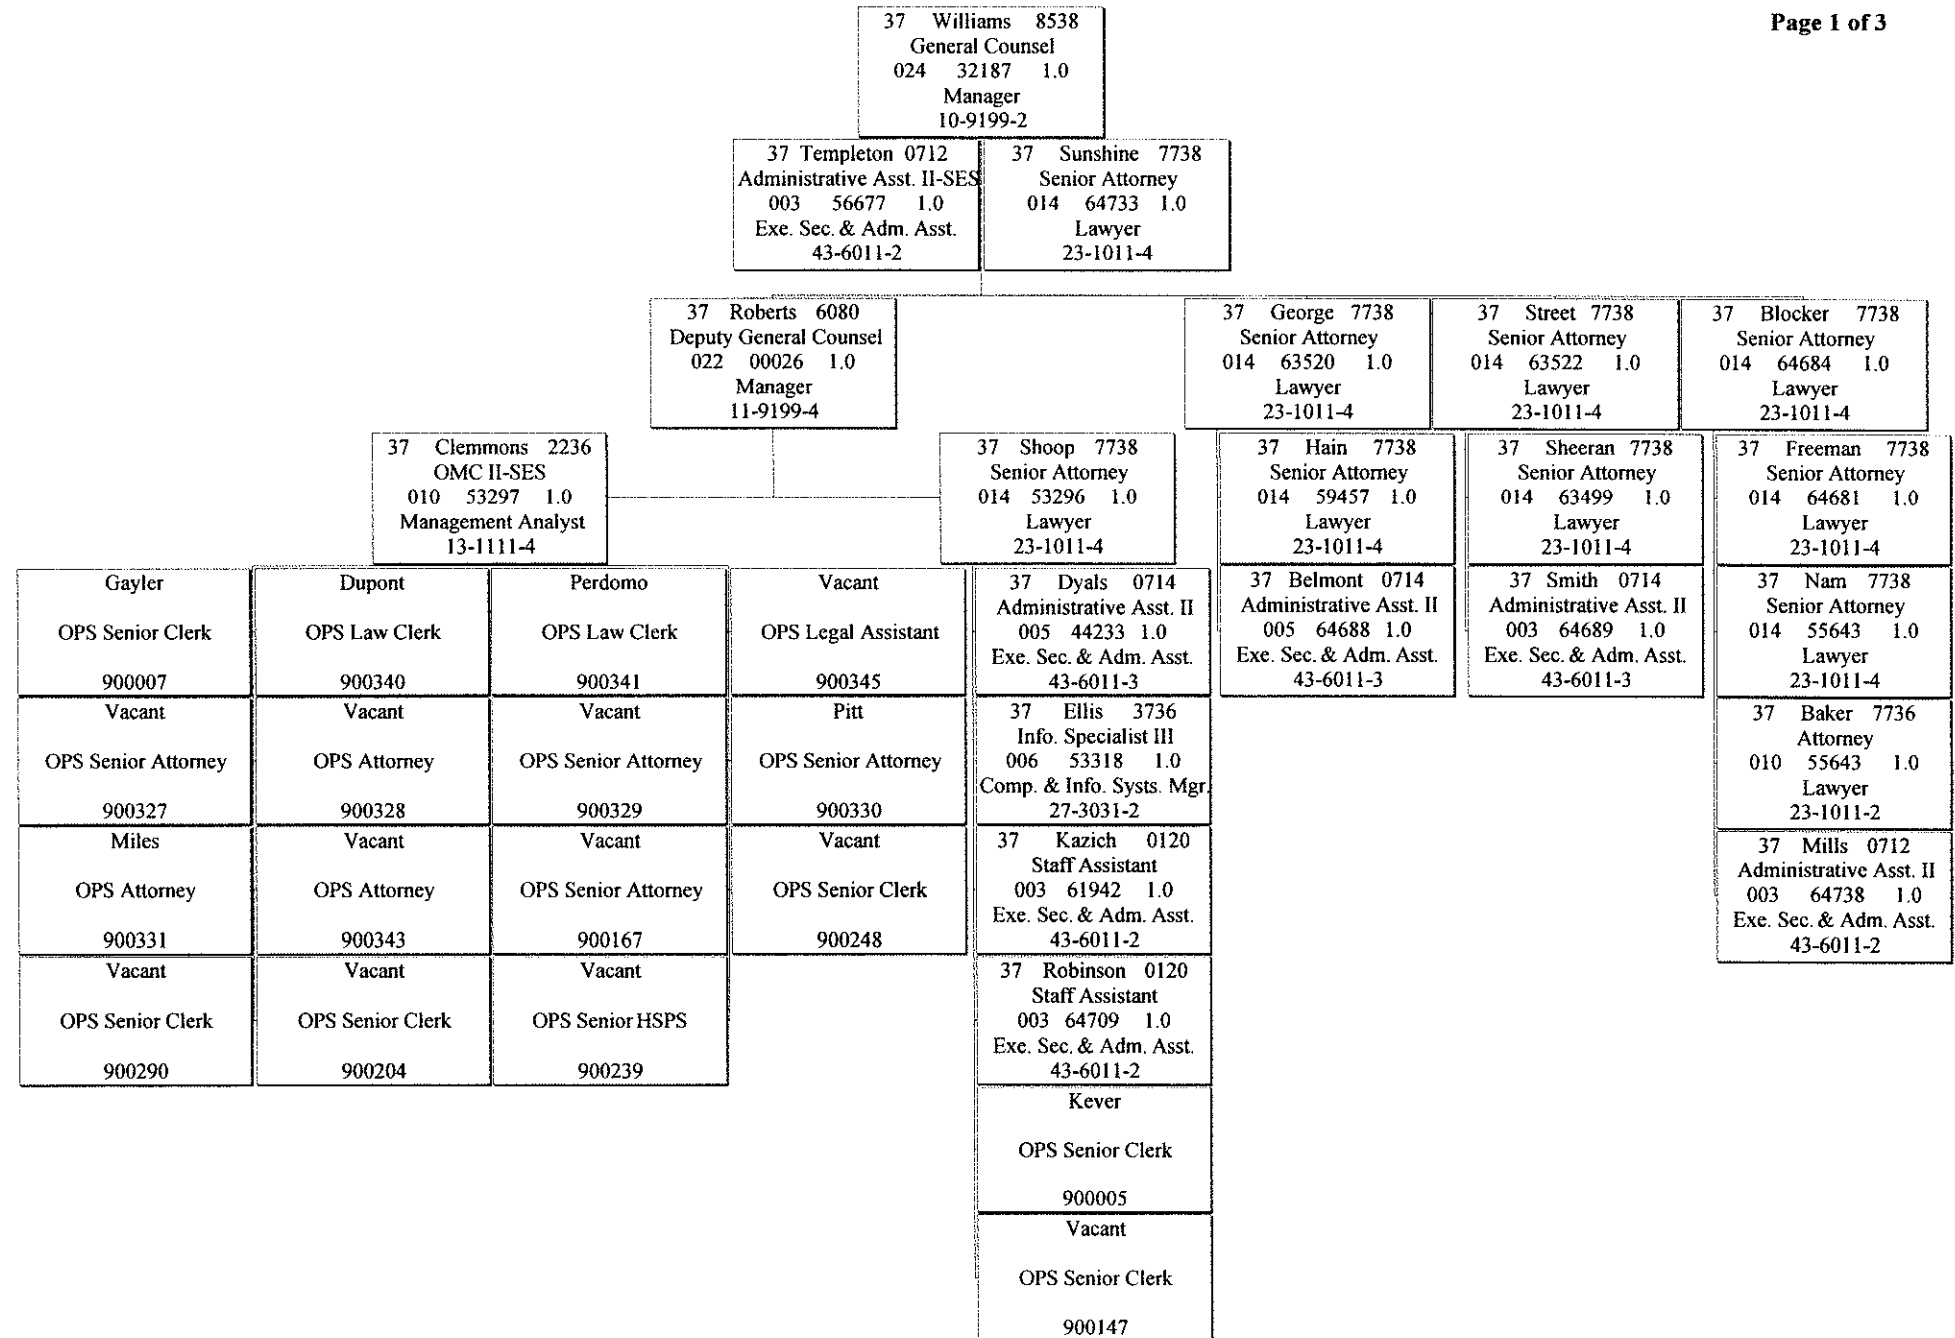 Page 1 of 3
37 Williams 8538
General Counsel
024 32187 1.0
Manager
10-9199-2
37 Templeton 0712
Administrative Asst. II-SES
003 56677 1.0
Exe. Sec. & Adm. Asst.
43-6011-2
37 Sunshine 7738
Senior Attorney
014 64733 1.0
Lawyer
23-1011-4
37 Roberts 6080
Deputy General Counsel
022 00026 1.0
Manager
11-9199-4
37 George 7738
Senior Attorney
014 63520 1.0
Lawyer
23-1011-4
37 Street 7738
Senior Attorney
014 63522 1.0
Lawyer
23-1011-4
37 Blocker 7738
Senior Attorney
014 64684 1.0
Lawyer
23-1011-4
37 Clemmons 2236
OMC II-SES
010 53297 1.0
Management Analyst
13-1111-4
37 Shoop 7738
Senior Attorney
014 53296 1.0
Lawyer
23-1011-4
37 Hain 7738
Senior Attorney
014 59457 1.0
Lawyer
23-1011-4
37 Sheeran 7738
Senior Attorney
014 63499 1.0
Lawyer
23-1011-4
37 Freeman 7738
Senior Attorney
014 64681 1.0
Lawyer
23-1011-4
Gayler
OPS Senior Clerk
900007
Dupont
OPS Law Clerk
900340
Perdomo
OPS Law Clerk
900341
Vacant
OPS Legal Assistant
900345
37 Dyals 0714
Administrative Asst. II
005 44233 1.0
Exe. Sec. & Adm. Asst.
43-6011-3
37 Belmont 0714
Administrative Asst. II
005 64688 1.0
Exe. Sec. & Adm. Asst.
43-6011-3
37 Smith 0714
Administrative Asst. II
003 64689 1.0
Exe. Sec. & Adm. Asst.
43-6011-3
37 Nam 7738
Senior Attorney
014 55643 1.0
Lawyer
23-1011-4
Vacant
OPS Senior Attorney
900327
Vacant
OPS Attorney
900328
Vacant
OPS Senior Attorney
900329
Pitt
OPS Senior Attorney
900330
37 Ellis 3736
Info. Specialist III
006 53318 1.0
Comp. & Info. Systs. Mgr.
27-3031-2
37 Baker 7736
Attorney
010 55643 1.0
Lawyer
23-1011-2
Miles
OPS Attorney
900331
Vacant
OPS Attorney
900343
Vacant
OPS Senior Attorney
900167
Vacant
OPS Senior Clerk
900248
37 Kazich 0120
Staff Assistant
003 61942 1.0
Exe. Sec. & Adm. Asst.
43-6011-2
37 Mills 0712
Administrative Asst. II
003 64738 1.0
Exe. Sec. & Adm. Asst.
43-6011-2
Vacant
OPS Senior Clerk
900290
Vacant
OPS Senior Clerk
900204
Vacant
OPS Senior HSPS
900239
37 Robinson 0120
Staff Assistant
003 64709 1.0
Exe. Sec. & Adm. Asst.
43-6011-2
Kever
OPS Senior Clerk
900005
Vacant
OPS Senior Clerk
900147